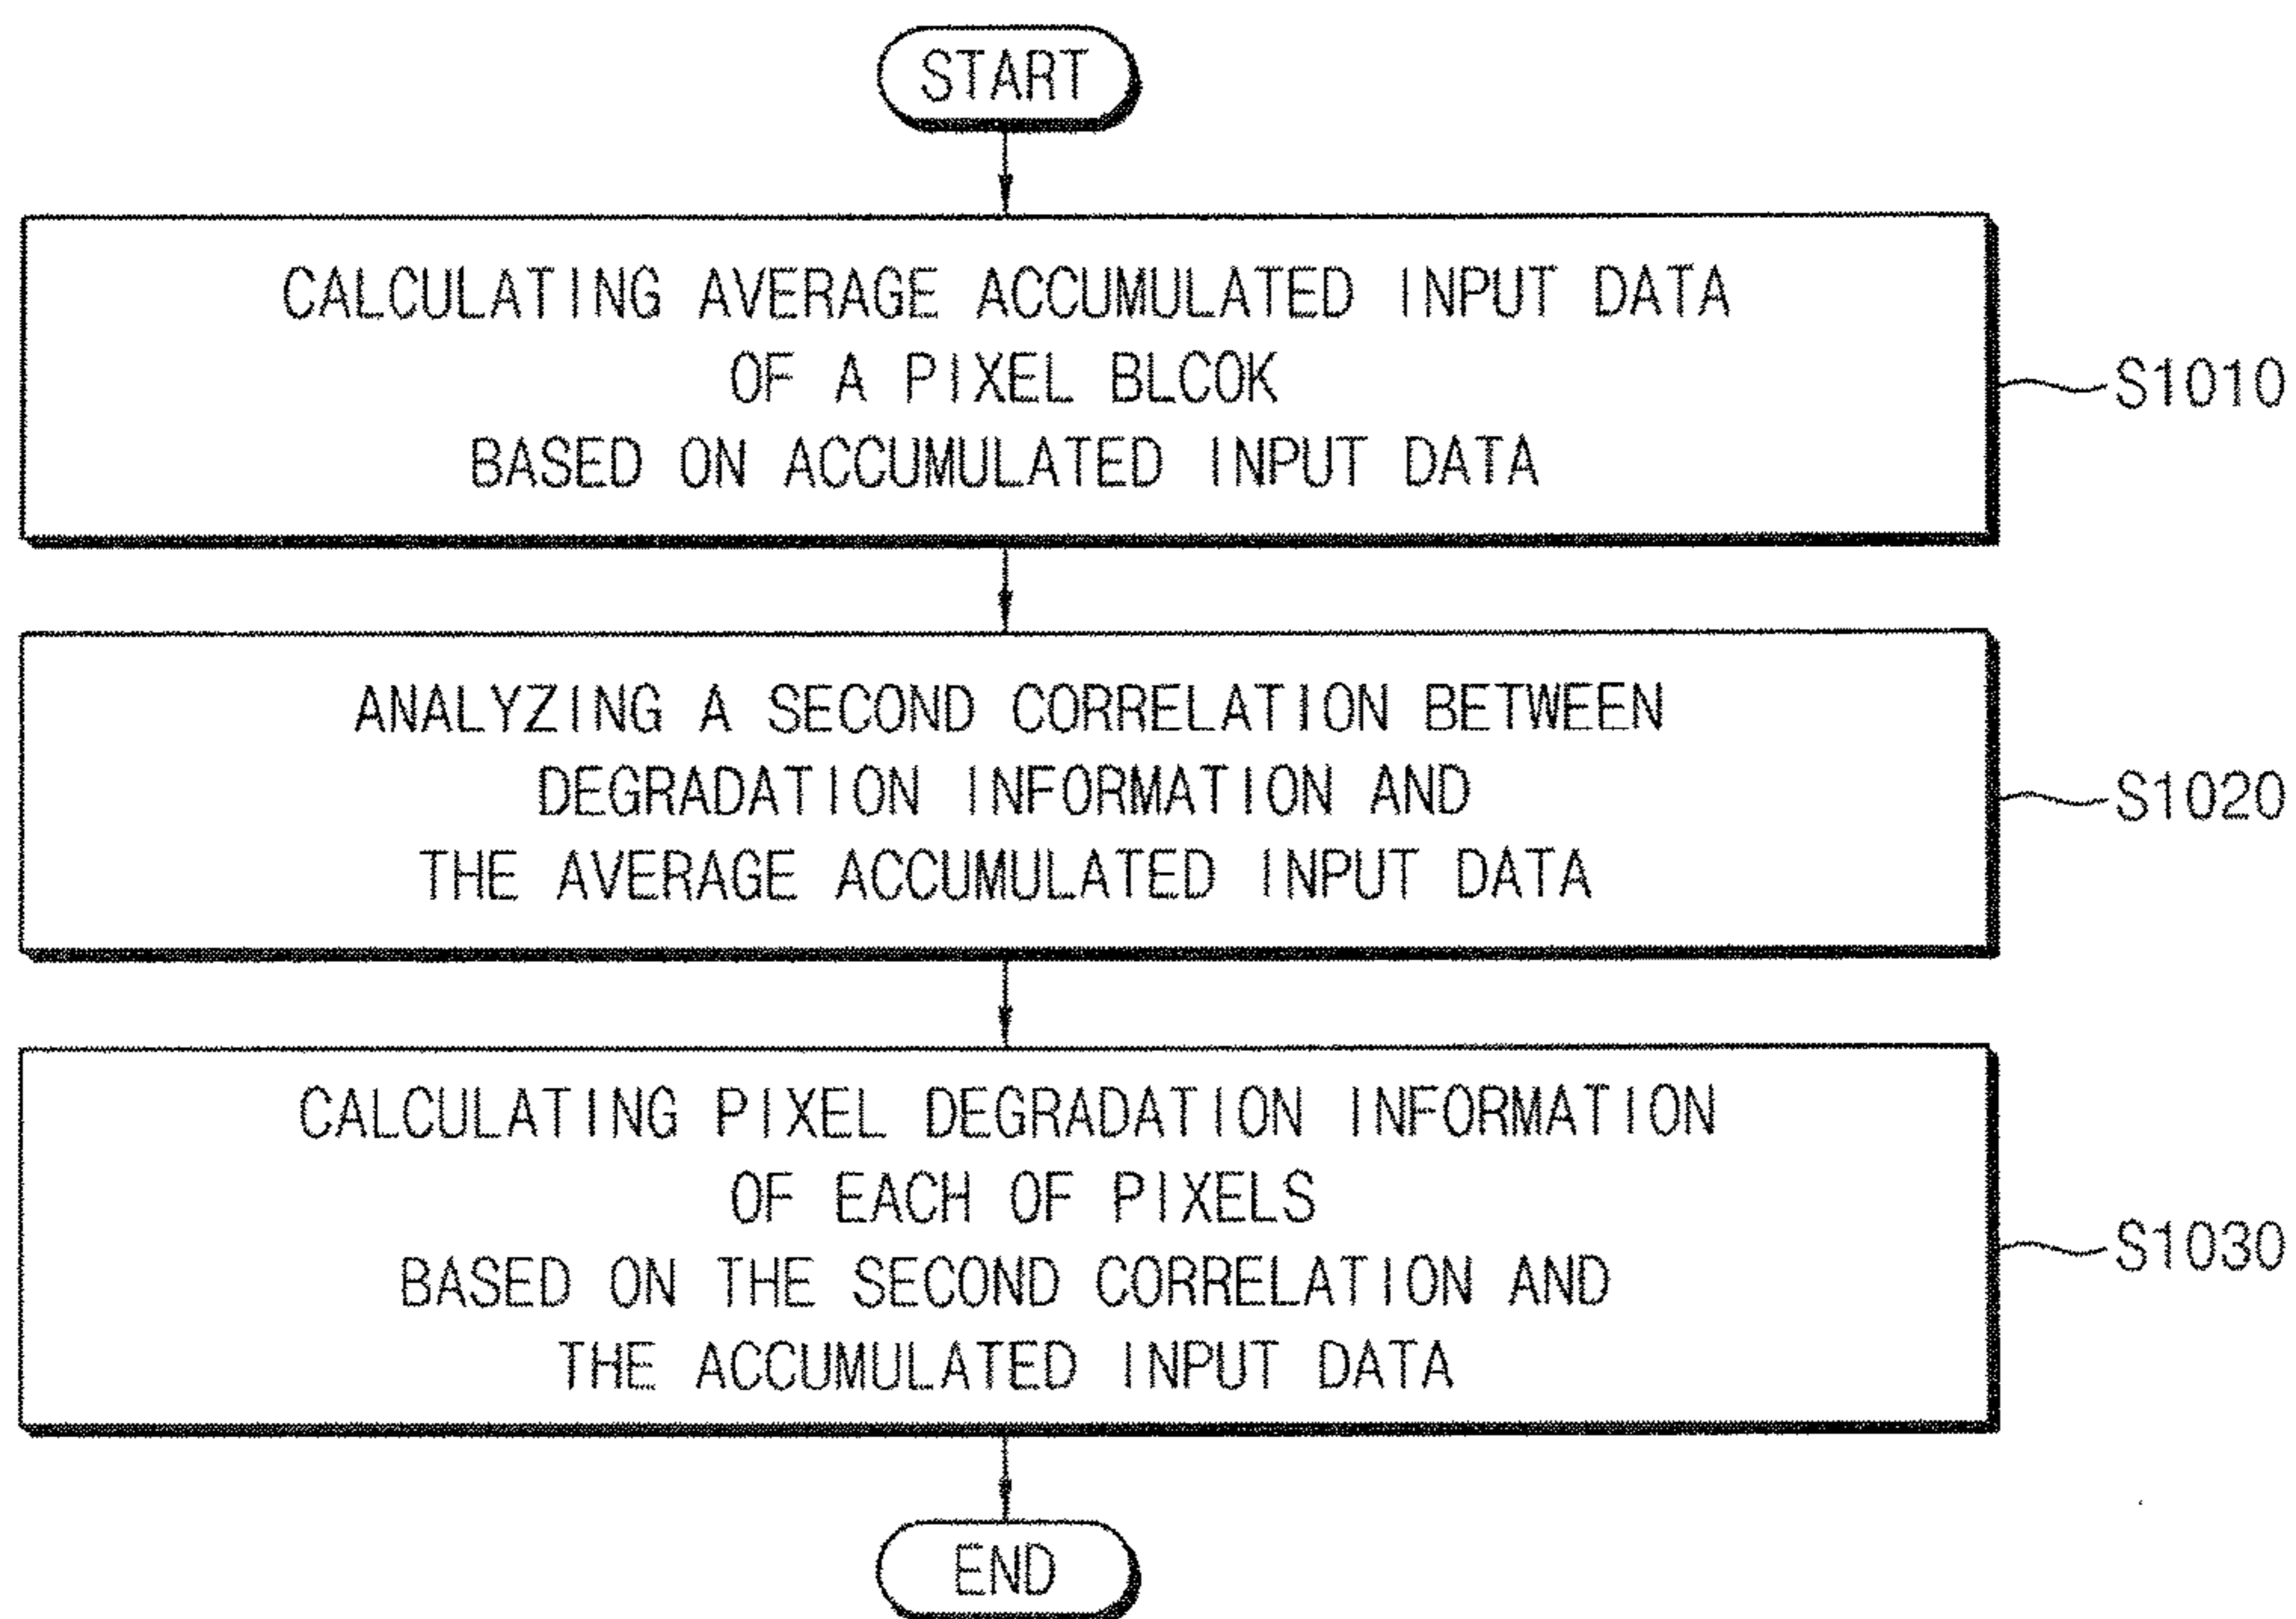 START
CALCULATING AVERAGE ACCUMULATED INPUT DATA
OF A PIXEL BLCOK
BASED ON ACCUMULATED INPUT DATA
S1010
ANALYZING A SECOND CORRELATION BETWEEN
DEGRADATION INFORMATION AND
THE AVERAGE ACCUMULATED INPUT DATA
S1020
CALCULATING PIXEL DEGRADATION INFORMATION
OF EACH OF PIXELS
BASED ON THE SECOND CORRELATION AND
THE ACCUMULATED INPUT DATA
S1030
END